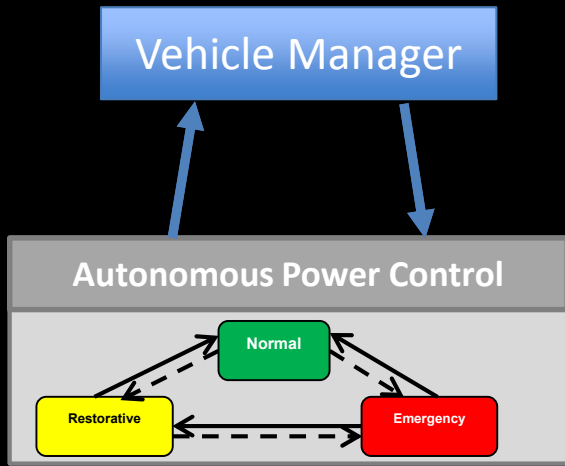 Vehicle Manager
Autonomous Power Control
Normal
Restorative
Emergency